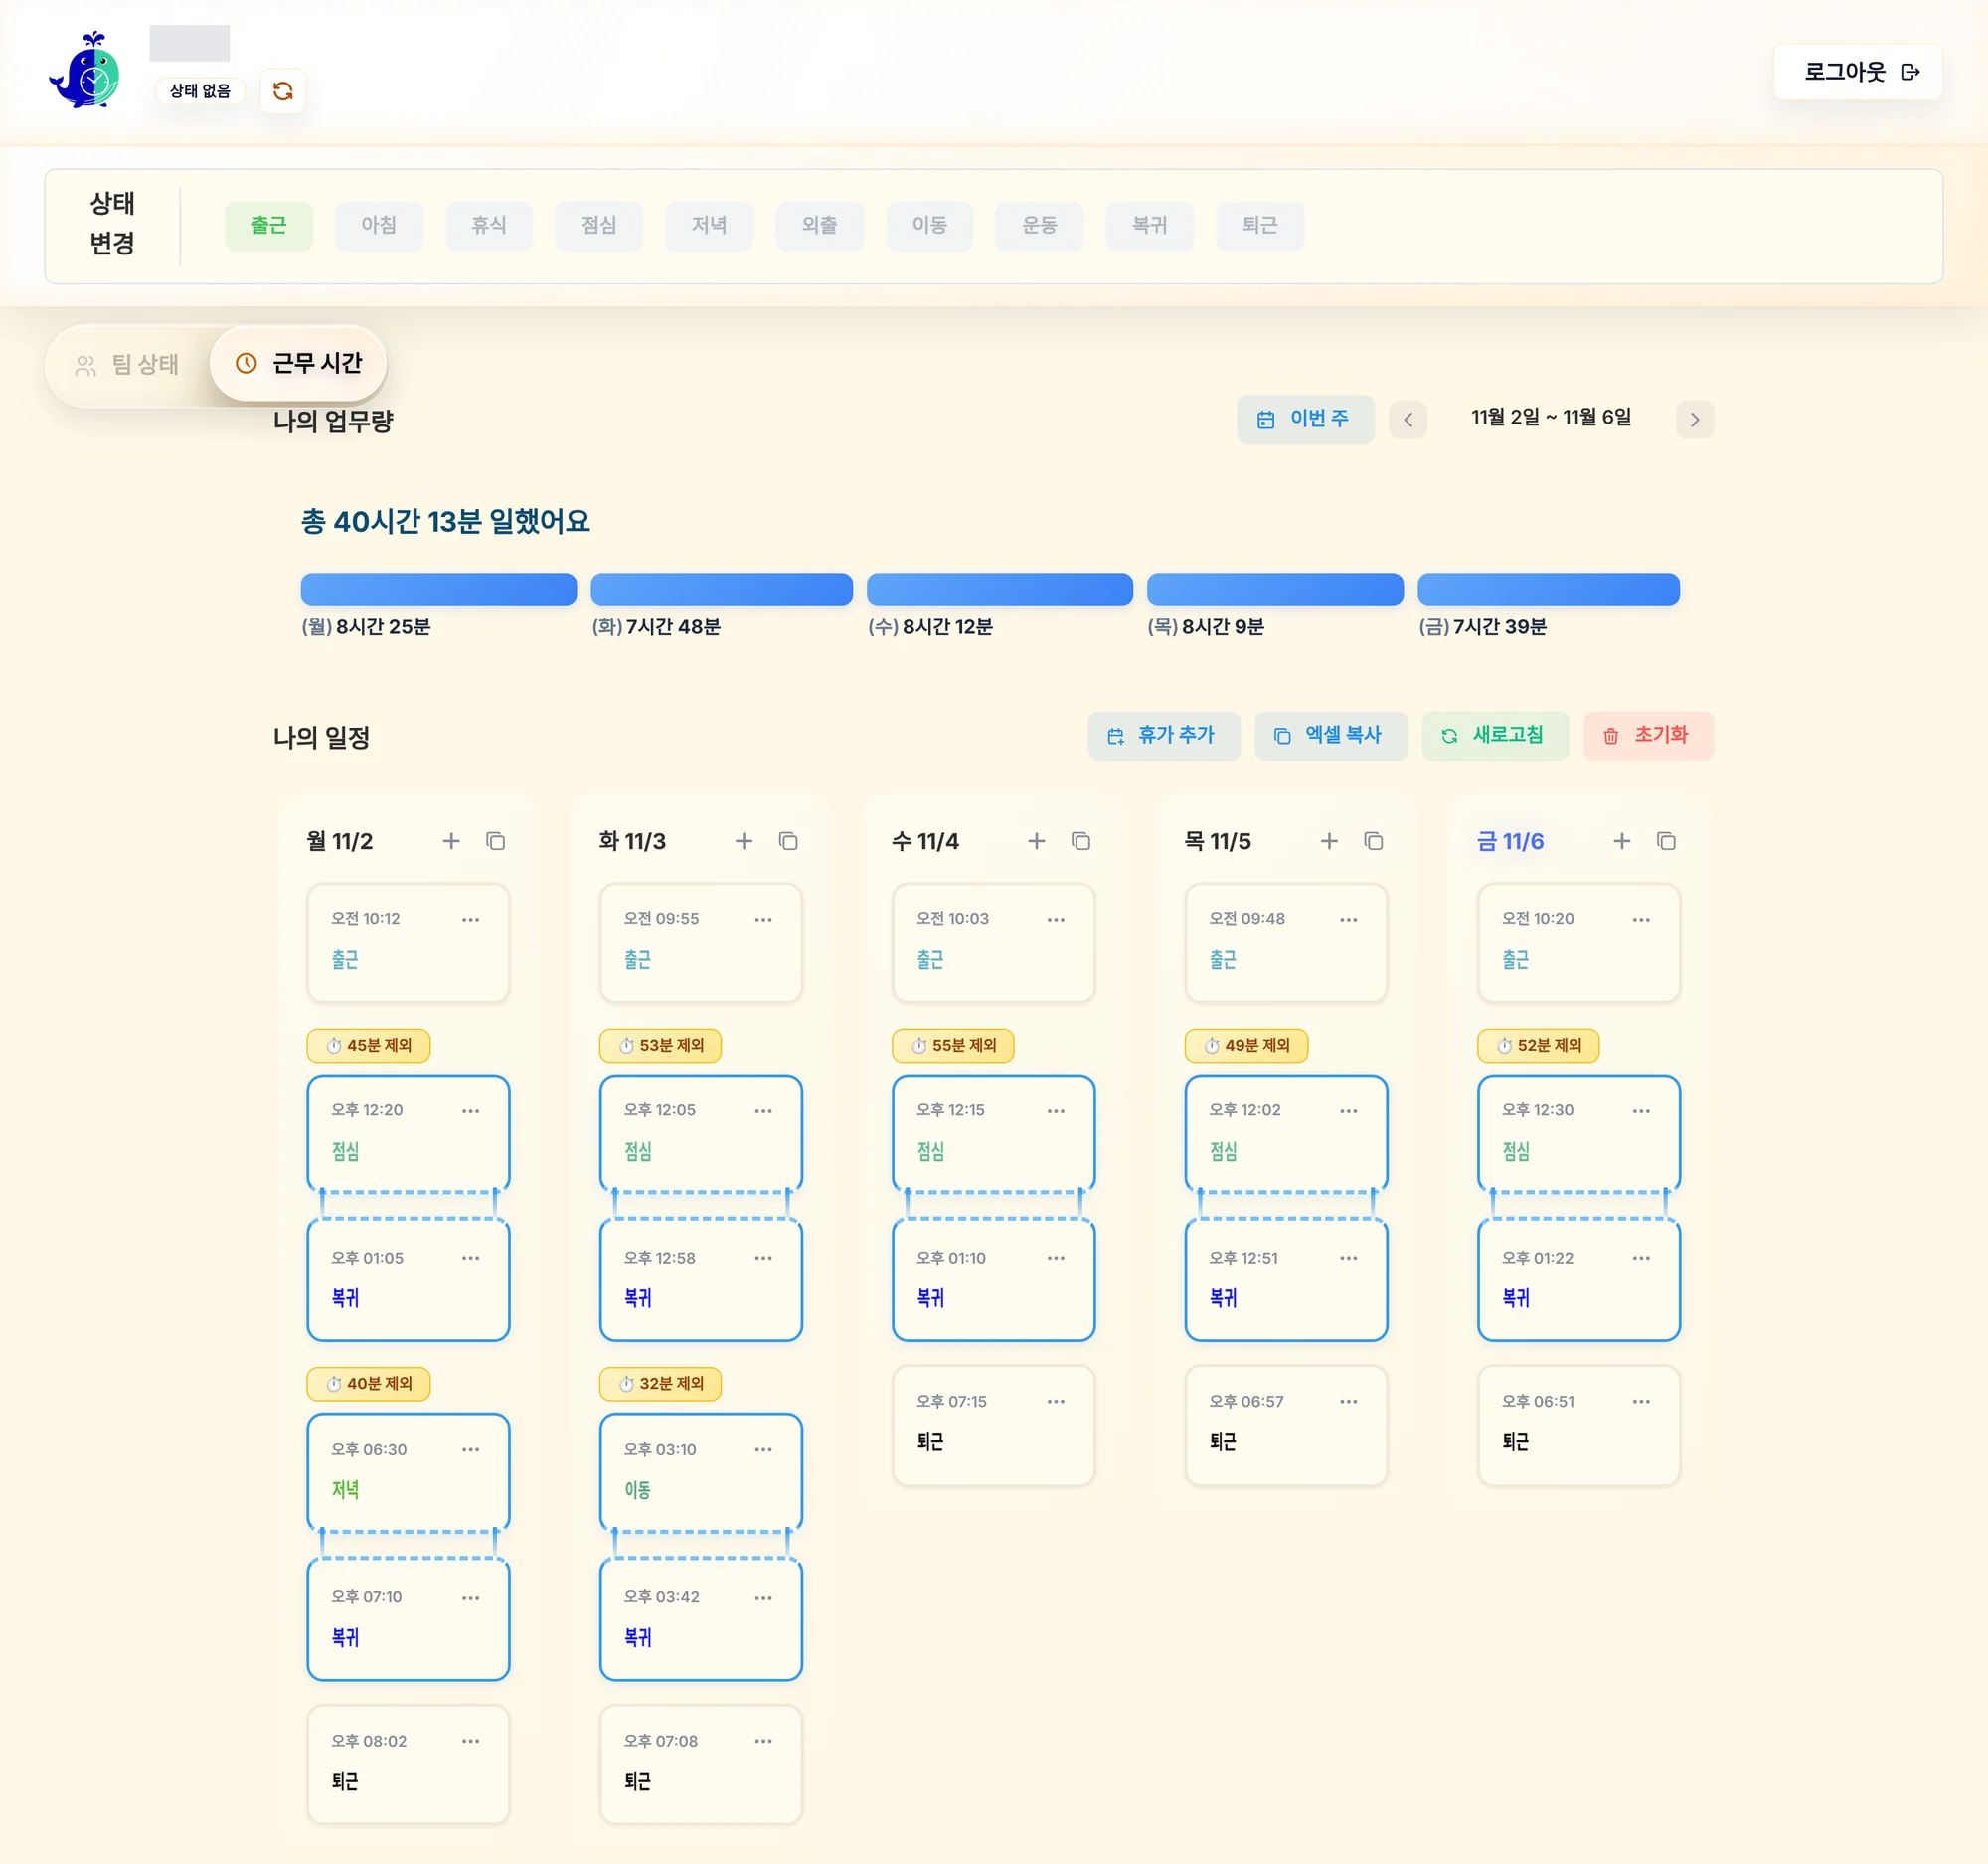 상태 없음
로그아웃
상태
변경
출근 아침 휴식 점심 저녁 외출 이동 운동 복귀 퇴근
팀 상태 근무 시간
나의 업무량
이번 주
11월 2일 ~ 11월 6일
총 40시간 13분 일했어요
(월) 8시간 25분
(화) 7시간 48분
(수) 8시간 12분
(목) 8시간 9분
(금) 7시간 39분
나의 일정
휴가 추가
엑셀 복사
새로고침
초기화
월 11/2
오전 10:12
출근
45분 제외
오후 12:20
점심
오후 01:05
복귀
40분 제외
오후 06:30
저녁
오후 07:10
복귀
오후 08:02
퇴근
화 11/3
오전 09:55
출근
53분 제외
오후 12:05
점심
오후 12:58
복귀
32분 제외
오후 03:10
이동
오후 03:42
복귀
오후 07:08
퇴근
수 11/4
오전 10:03
출근
55분 제외
오후 12:15
점심
오후 01:10
복귀
오후 07:15
퇴근
목 11/5
오전 09:48
출근
49분 제외
오후 12:02
점심
오후 12:51
복귀
오후 06:57
퇴근
금 11/6
오전 10:20
출근
52분 제외
오후 12:30
점심
오후 01:22
복귀
오후 06:51
퇴근